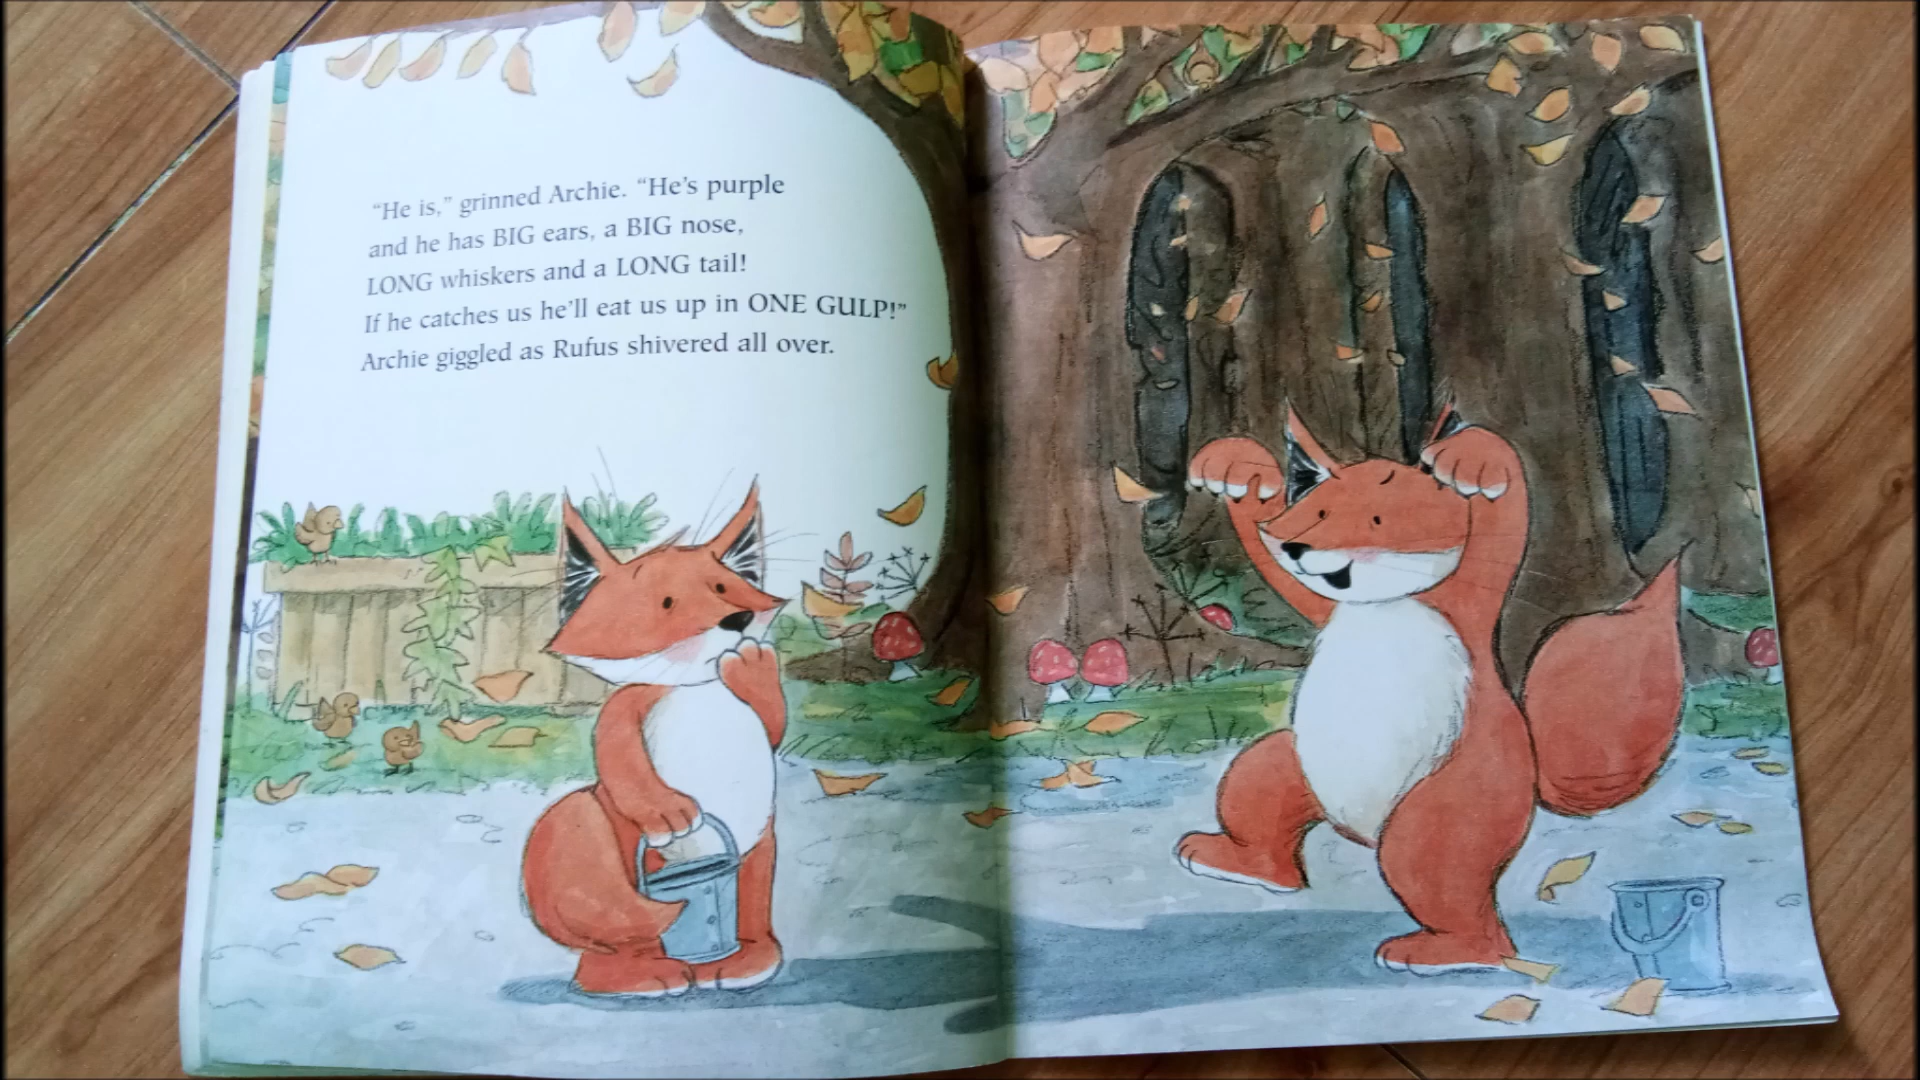 “He is,” grinned Archie. “He’s purple
and he has BIG ears, a BIG nose,
LONG whiskers and a LONG tail!
If he catches us he’ll eat us up in ONE GULP!”
Archie giggled as Rufus shivered all over.